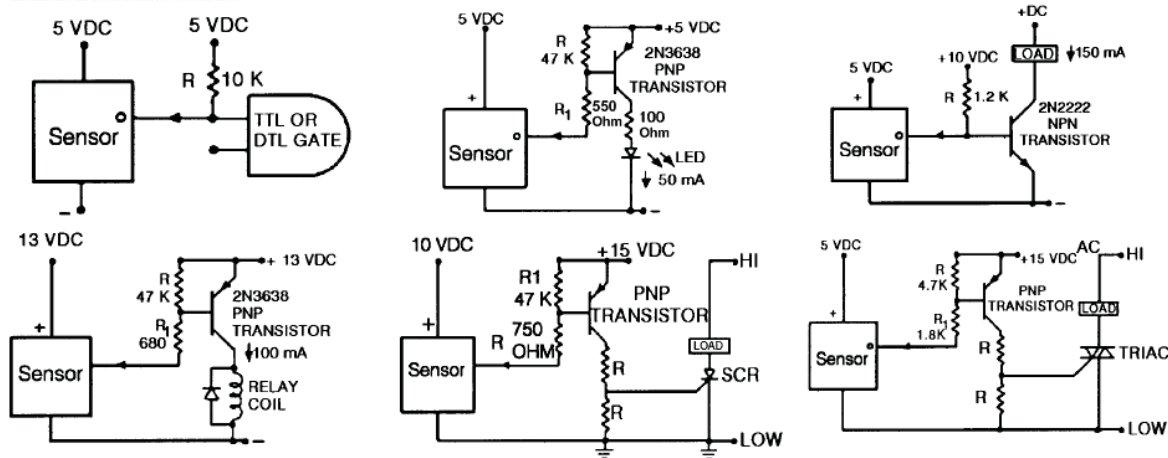 5 VDC
5 VDC
R
10 K
Sensor
TTL OR
DTL GATE
−
5 VDC
+5 VDC
R
47 K
2N3638
PNP
TRANSISTOR
+
R1
550
Ohm
100
Ohm
Sensor
LED
50 mA
−
+DC
LOAD
150 mA
+10 VDC
5 VDC
+
R
1.2 K
2N2222
NPN
TRANSISTOR
Sensor
−
13 VDC
+ 13 VDC
R
47 K
2N3638
PNP
TRANSISTOR
+
R1
680
100 mA
Sensor
RELAY
COIL
−
10 VDC
+15 VDC
R1
47 K
PNP
TRANSISTOR
+
R
750
OHM
Sensor
R
R
HI
LOAD
SCR
LOW
5 VDC
+15 VDC
AC
HI
R
4.7K
PNP
TRANSISTOR
+
R1
1.8K
LOAD
Sensor
R
TRIAC
R
LOW